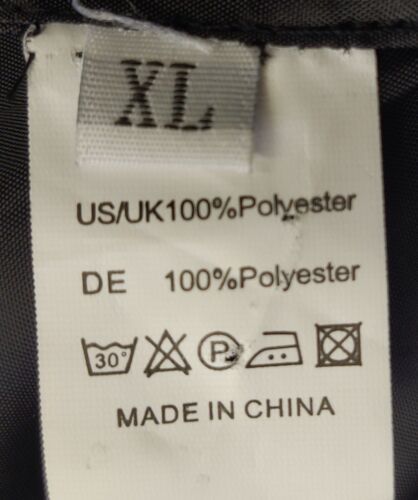 XL
US/UK100%Polyester
DE 100%Polyester
30° P
MADE IN CHINA